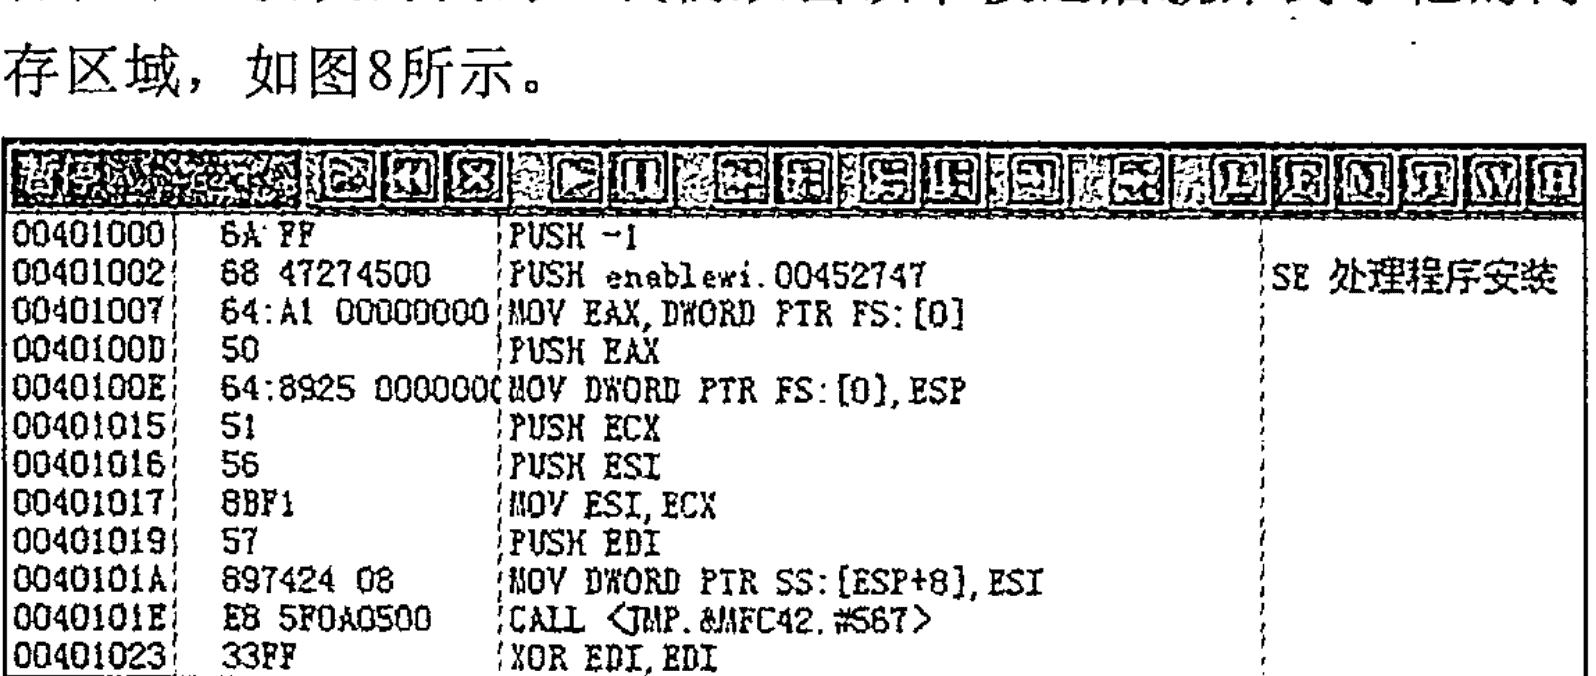 存区域，如图8所示。
暂停 L E M T W H
00401000 6A FF PUSH -1
00401002 68 47274500 PUSH enablewi.00452747 SE 处理程序安装
00401007 64:A1 00000000 MOV EAX,DWORD PTR FS:[0]
0040100D 50 PUSH EAX
0040100E 64:8925 0000000 MOV DWORD PTR FS:[0],ESP
00401015 51 PUSH ECX
00401016 56 PUSH ESI
00401017 8BF1 MOV ESI,ECX
00401019 57 PUSH EDI
0040101A 897424 08 MOV DWORD PTR SS:[ESP+8],ESI
0040101E E8 5F0A0500 CALL <JMP.&MFC42.#567>
00401023 33FF XOR EDI,EDI